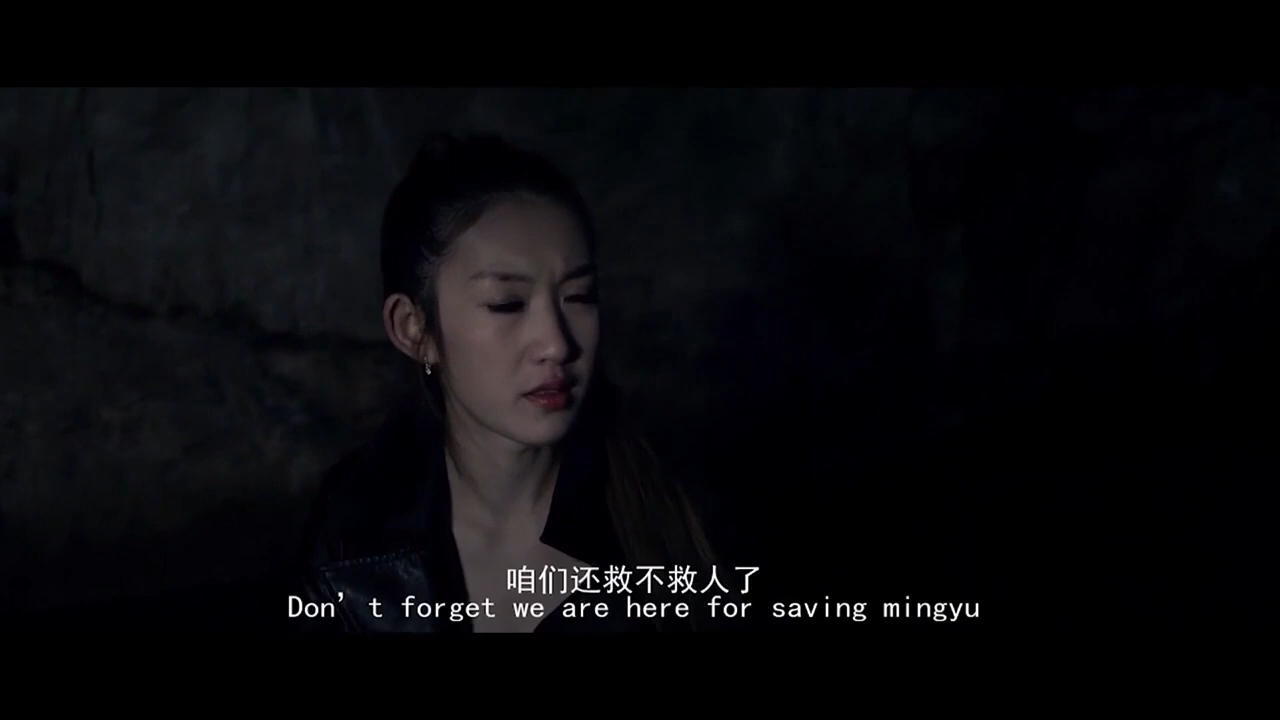 咱们还救不救人了
Don't forget we are here for saving mingyu